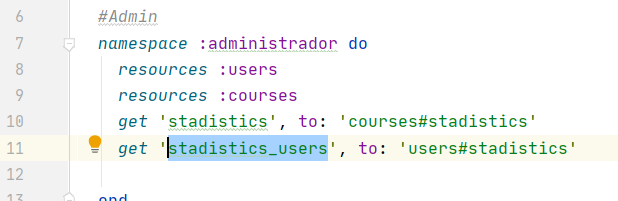 6 #Admin
7 namespace :administrador do
8 resources :users
9 resources :courses
10 get 'stadistics', to: 'courses#stadistics'
11 get 'stadistics_users', to: 'users#stadistics'
12
13 end